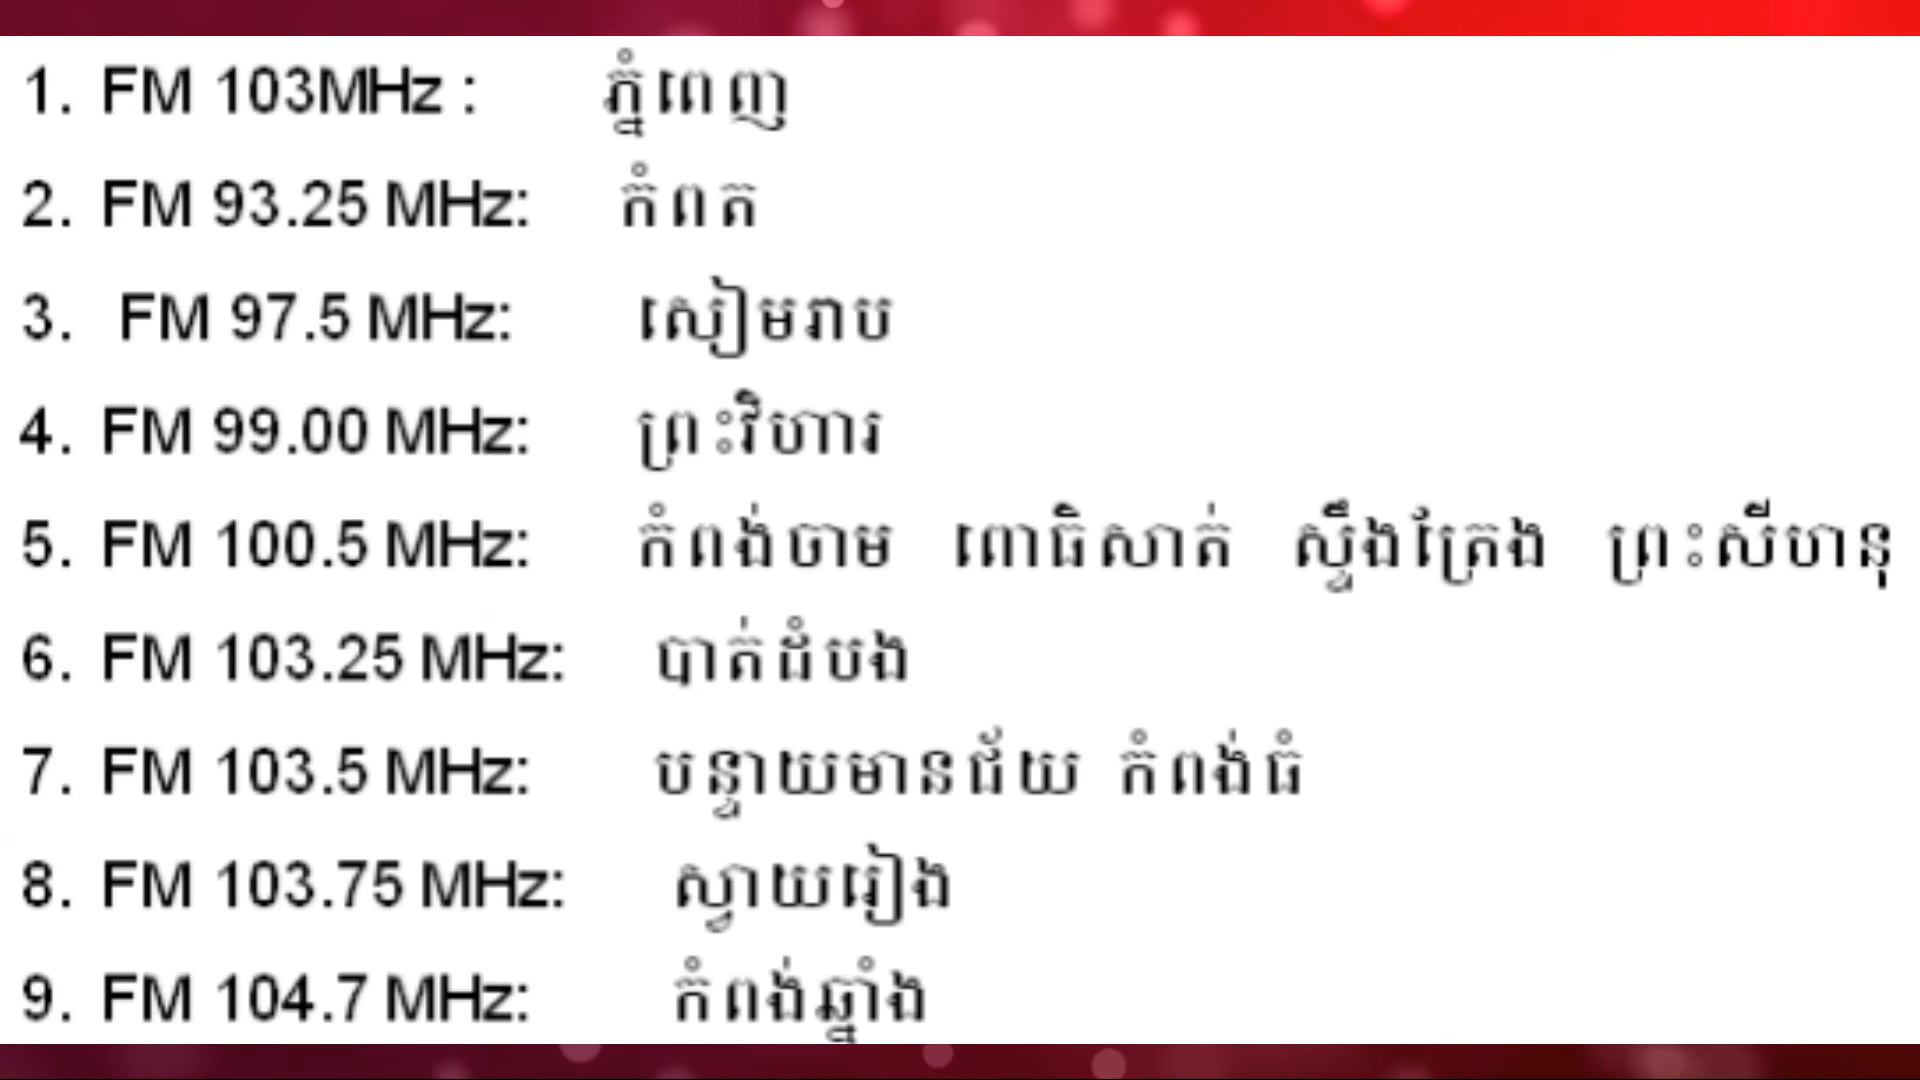 1. FM 103MHz : ភ្នំពេញ
2. FM 93.25 MHz: កំពត
3. FM 97.5 MHz: សៀមរាប
4. FM 99.00 MHz: ព្រះវិហារ
5. FM 100.5 MHz: កំពង់ចាម ពោធិសាត់ ស្ទឹងត្រែង ព្រះសីហនុ
6. FM 103.25 MHz: បាត់ដំបង
7. FM 103.5 MHz: បន្ទាយមានជ័យ កំពង់ធំ
8. FM 103.75 MHz: ស្វាយរៀង
9. FM 104.7 MHz: កំពង់ឆ្នាំង